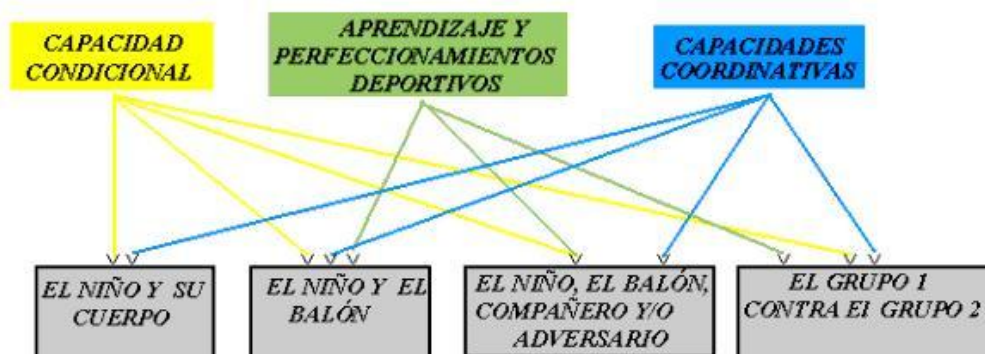 CAPACIDAD
CONDICIONAL
APRENDIZAJE Y
PERFECCIONAMIENTOS
DEPORTIVOS
CAPACIDADES
COORDINATIVAS
EL NIÑO Y SU
CUERPO
EL NIÑO Y EL
BALÓN
EL NIÑO, EL BALÓN,
COMPAÑERO Y/O
ADVERSARIO
EL GRUPO 1
CONTRA El GRUPO 2